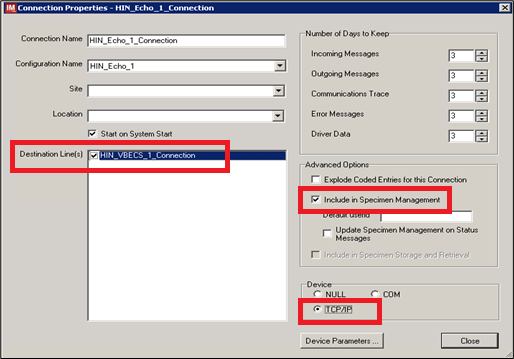 IM Connection Properties - HIN_Echo_1_Connection
Connection Name HIN_Echo_1_Connection
Configuration Name HIN_Echo_1
Site
Location
Start on System Start
Destination Line(s) HIN_VBECS_1_Connection
Number of Days to Keep
Incoming Messages 3
Outgoing Messages 3
Communications Trace 3
Error Messages 3
Driver Data 3
Advanced Options
Explode Coded Entries for this Connection
Include in Specimen Management
Default userid
Update Specimen Management on Status
Messages
Include in Specimen Storage and Retrieval
Device
NULL COM
TCP/IP
Device Parameters ... Close